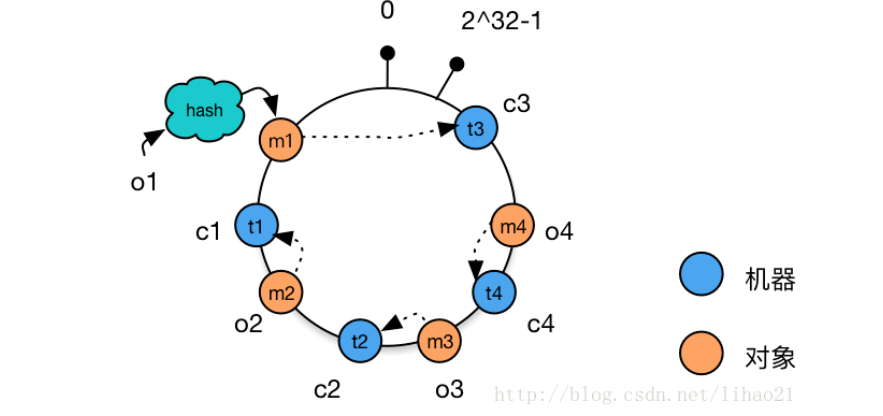 0
2^32-1
hash
c3
t3
m1
o1
c1
t1
m4
o4
机器
m2
t4
o2
c4
t2
m3
对象
c2
o3
http://blog.csdn.net/lihao21